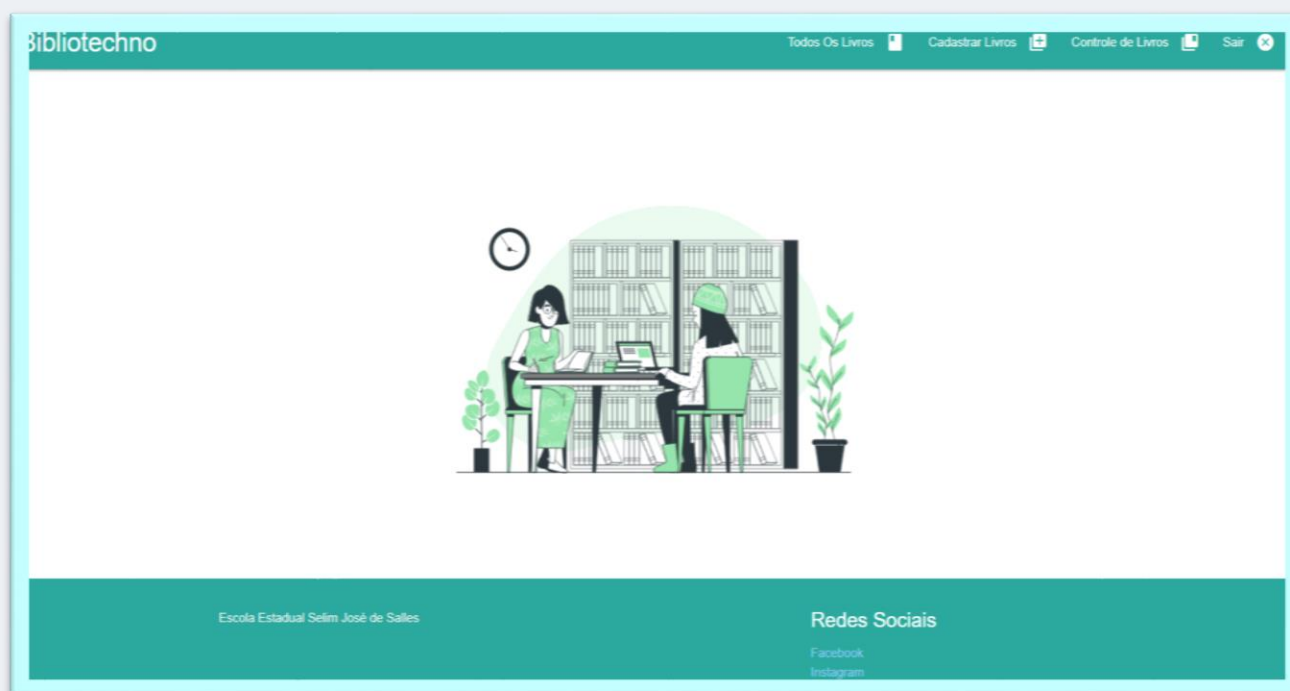 Bibliotechno
Todos Os Livros
Cadastrar Livros
Controle de Livros
Sair
Escola Estadual Selim José de Salles
Redes Sociais
Facebook
Instagram